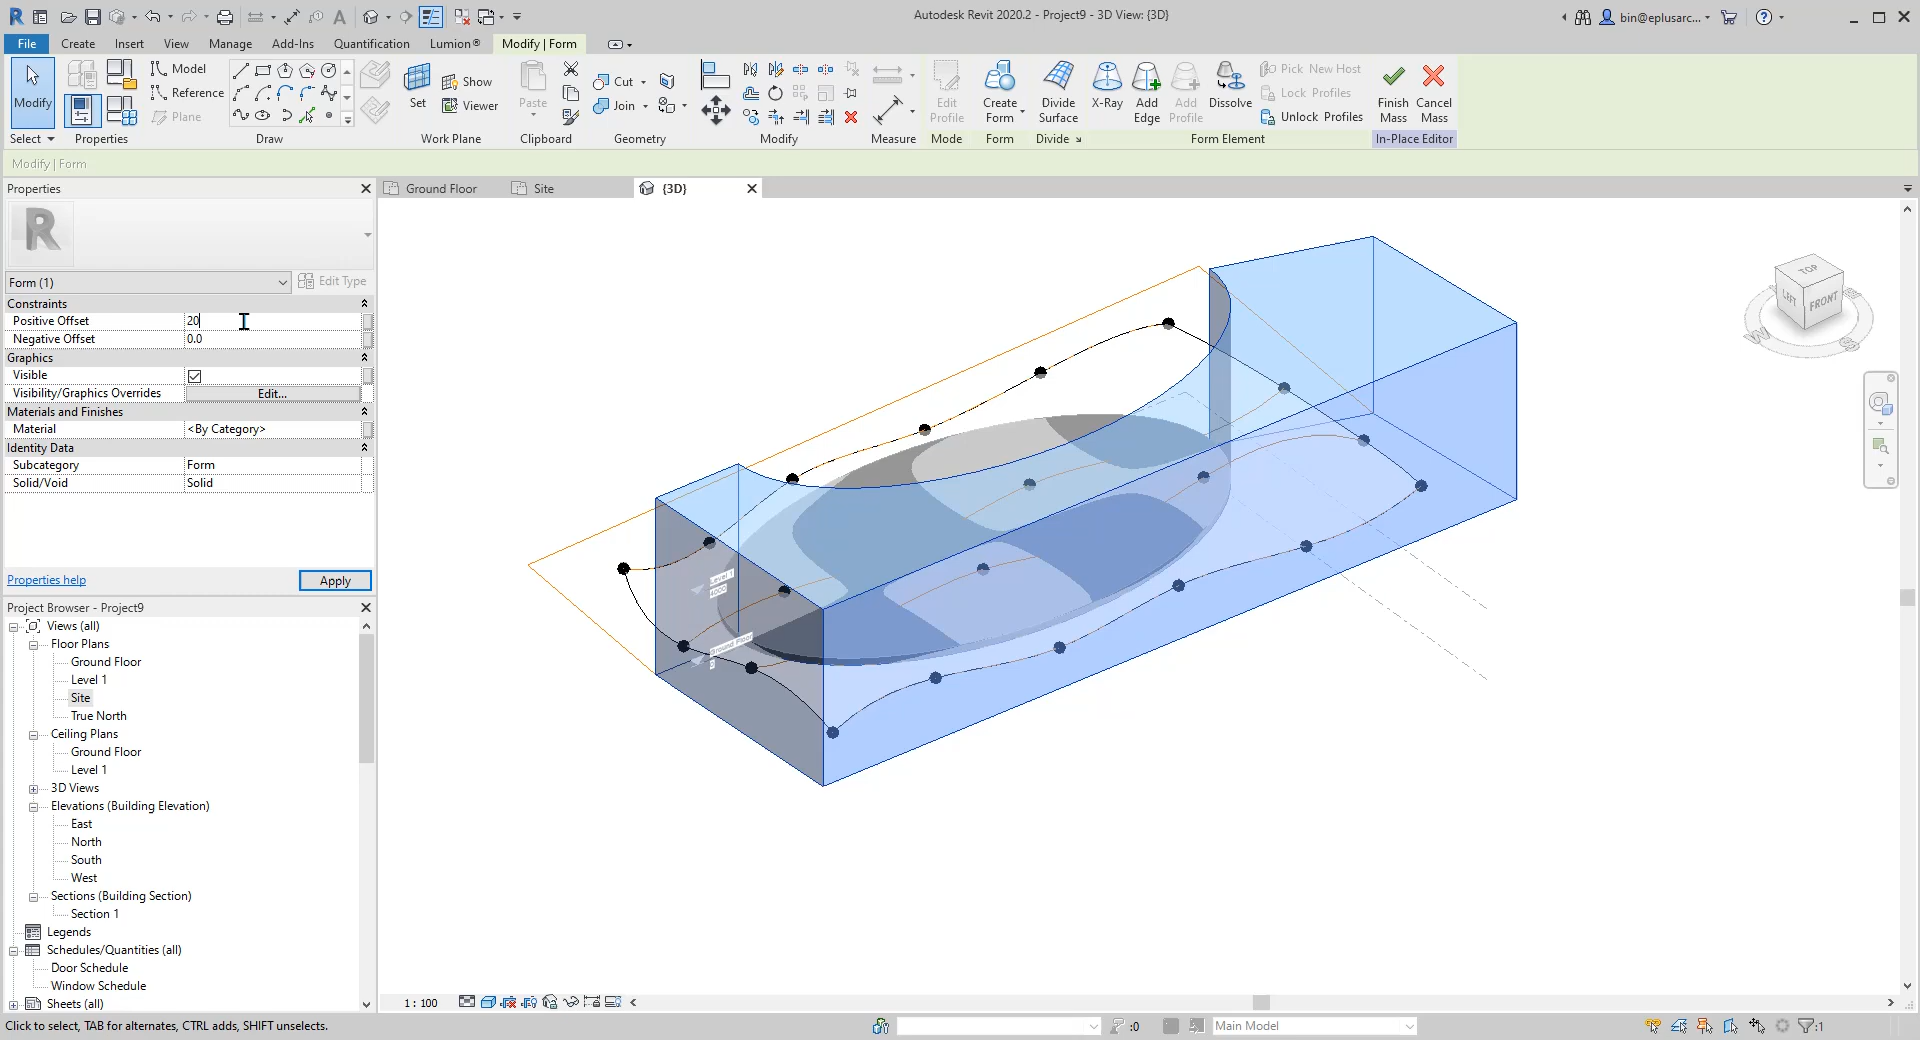 Autodesk Revit 2020.2 - Project9 - 3D View: {3D}
bin@eplusarc...
File Create Insert View Manage Add-Ins Quantification Lumion® Modify | Form
Modify
Model
Reference
Plane
Set
Show
Viewer
Paste
Cut
Join
Edit Profile
Create Form
Divide Surface
X-Ray
Add Edge
Add Profile
Dissolve
Pick New Host
Lock Profiles
Unlock Profiles
Finish Mass
Cancel Mass
Select Properties Draw Work Plane Clipboard Geometry Modify Measure Mode Form Divide Form Element In-Place Editor
Modify | Form
Properties
Ground Floor Site {3D}
R
Form (1) Edit Type
Constraints
Positive Offset 20
Negative Offset 0.0
Graphics
Visible
Visibility/Graphics Overrides Edit...
Materials and Finishes
Material <By Category>
Identity Data
Subcategory Form
Solid/Void Solid
Properties help Apply
Project Browser - Project9
Views (all)
Floor Plans
Ground Floor
Level 1
Site
True North
Ceiling Plans
Ground Floor
Level 1
3D Views
Elevations (Building Elevation)
East
North
South
West
Sections (Building Section)
Section 1
Legends
Schedules/Quantities (all)
Door Schedule
Window Schedule
Sheets (all)
TOP
LEFT
FRONT
W
S
Level 1
4000
Ground Floor
0
1 : 100
Click to select, TAB for alternates, CTRL adds, SHIFT unselects.
:0
Main Model
:1